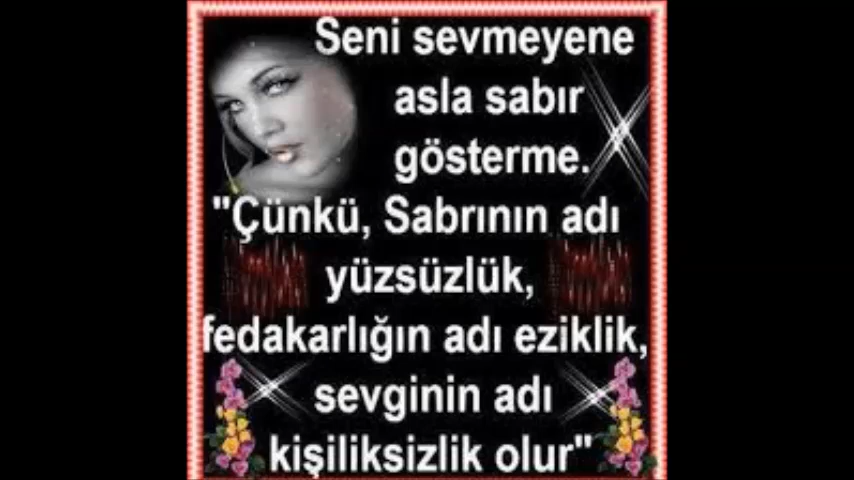 Seni sevmeyene
asla sabır
gösterme.
"Çünkü, Sabrının adı
yüzsüzlük,
fedakarlığın adı eziklik,
sevginin adı
kişiliksizlik olur"